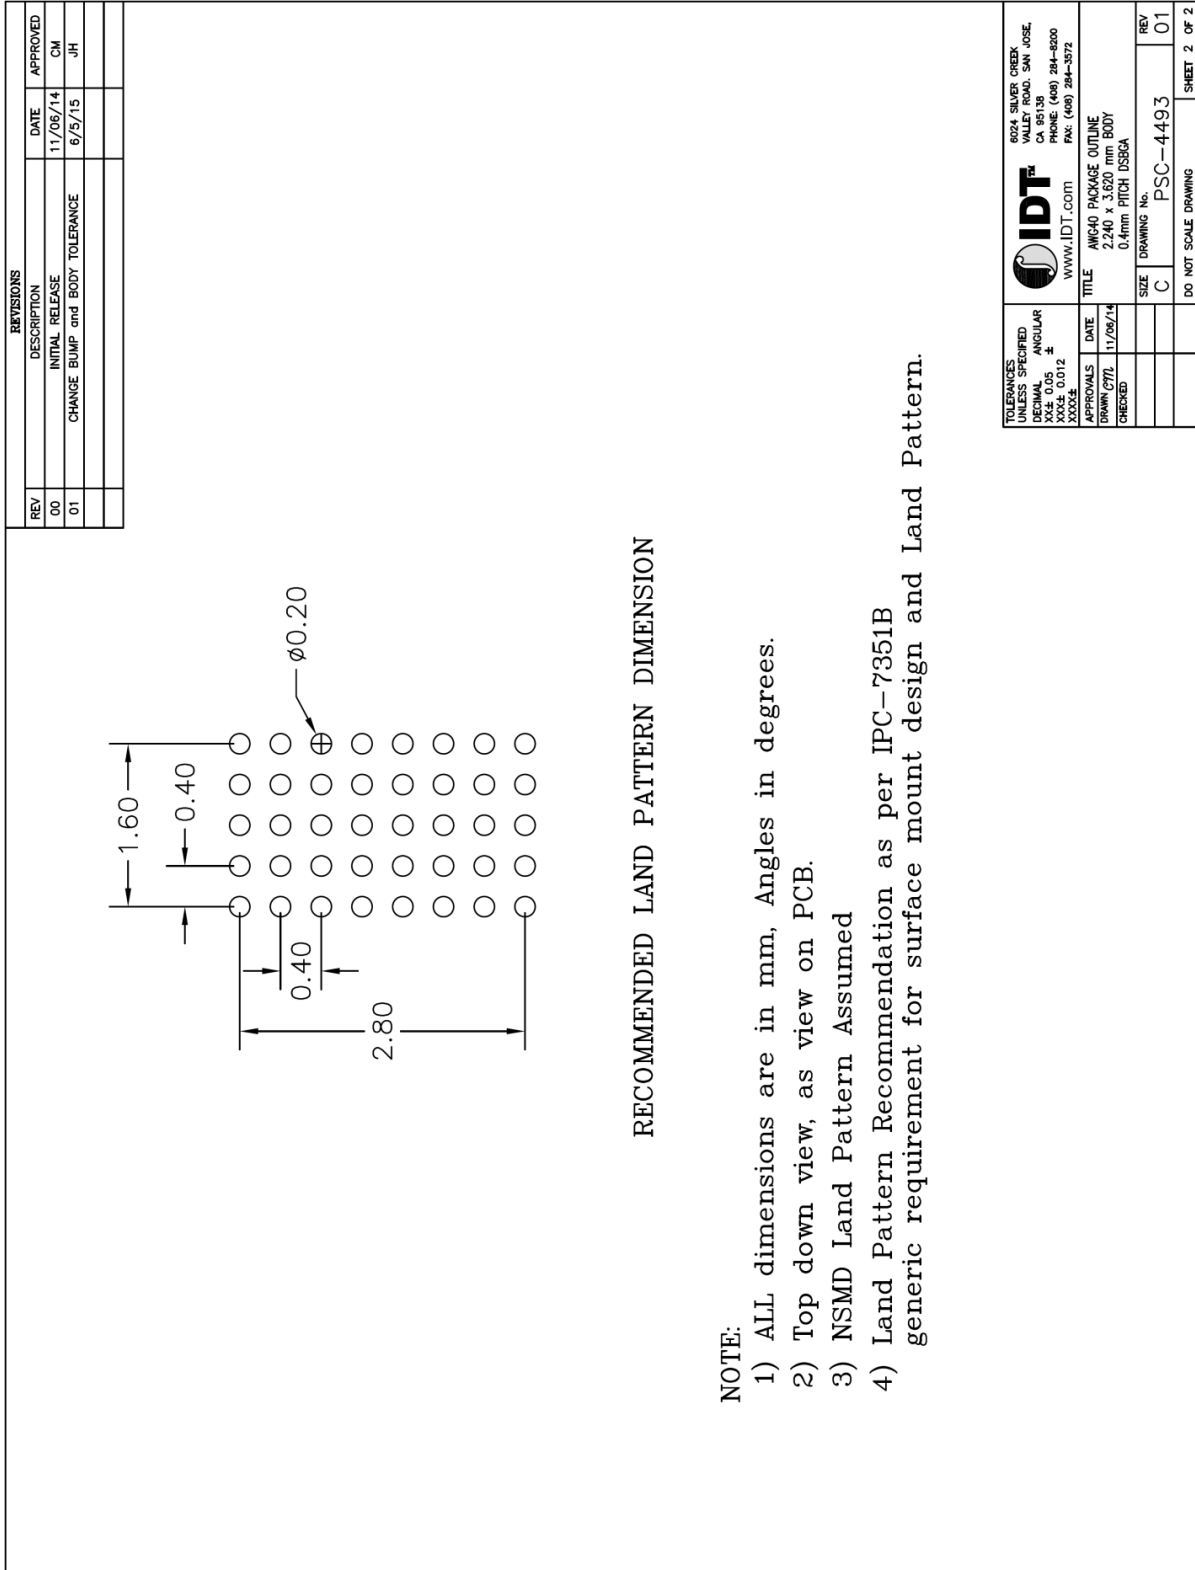 REVISIONS
REV DESCRIPTION DATE APPROVED
00 INITIAL RELEASE 11/06/14 CM
01 CHANGE BUMP and BODY TOLERANCE 6/5/15 JH
1.60
0.40
ø0.20
0.40
2.80
RECOMMENDED LAND PATTERN DIMENSION
NOTE:
1) ALL dimensions are in mm, Angles in degrees.
2) Top down view, as view on PCB.
3) NSMD Land Pattern Assumed
4) Land Pattern Recommendation as per IPC-7351B
generic requirement for surface mount design and Land Pattern.
TOLERANCES
UNLESS SPECIFIED
DECIMAL ANGULAR
XX± 0.05 ±
XXX± 0.012
XXXX±
APPROVALS DATE
DRAWN CM 11/06/14
CHECKED
IDT™
www.IDT.com
6024 SILVER CREEK
VALLEY ROAD. SAN JOSE,
CA 95138
PHONE: (408) 284-8200
FAX: (408) 284-3572
TITLE AWG40 PACKAGE OUTLINE
2.240 x 3.620 mm BODY
0.4mm PITCH DSBGA
SIZE DRAWING No. REV
C PSC-4493 01
DO NOT SCALE DRAWING SHEET 2 OF 2